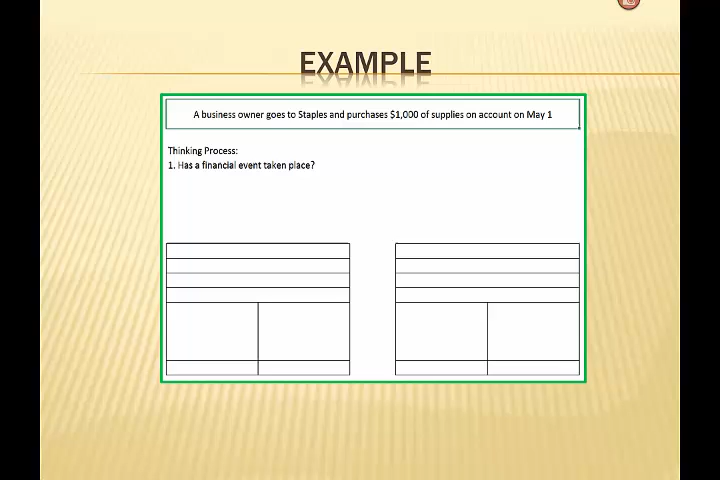 EXAMPLE
A business owner goes to Staples and purchases $1,000 of supplies on account on May 1
Thinking Process:
1. Has a financial event taken place?